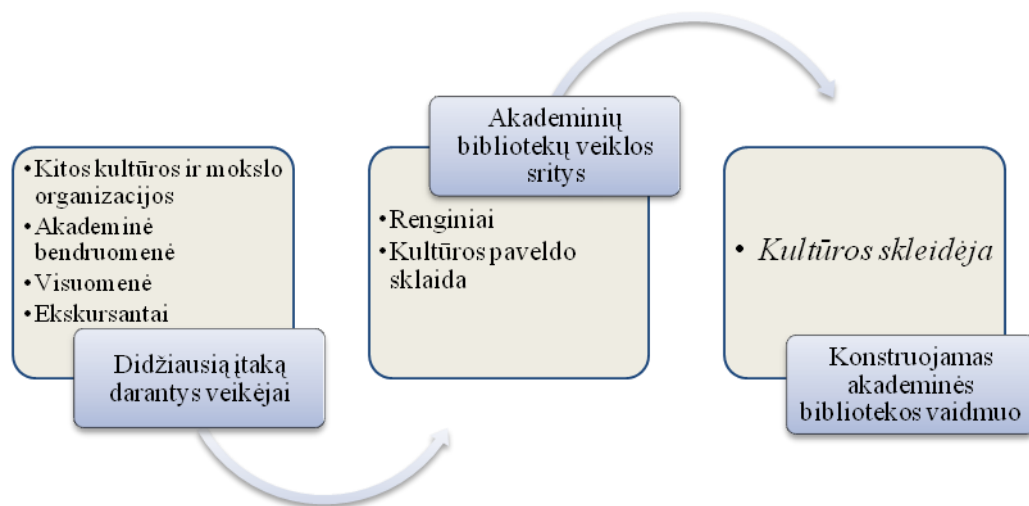 •Kitos kultūros ir mokslo
organizacijos
•Akademinė
bendruomenė
•Visuomenė
•Ekskursantai
Didžiausią įtaką
darantys veikėjai
Akademinių
bibliotekų veiklos
sritys
•Renginiai
•Kultūros paveldo
sklaida
• Kultūros skleidėja
Konstruojamas
akademinės
bibliotekos vaidmuo